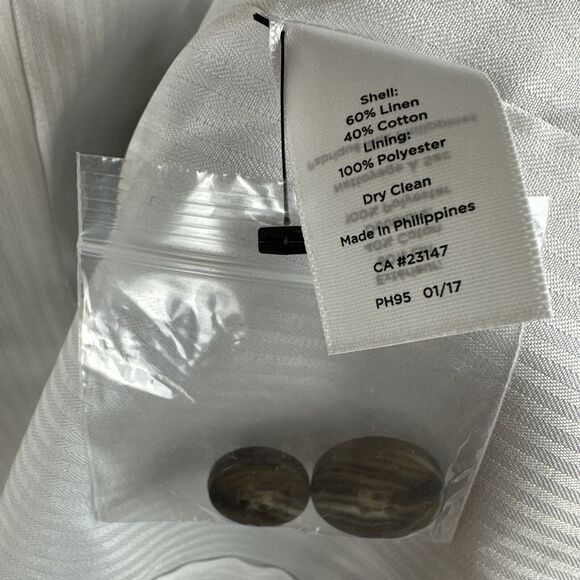 Shell:
60% Linen
40% Cotton
Lining:
100% Polyester
Dry Clean
Made In Philippines
CA #23147
PH95 01/17